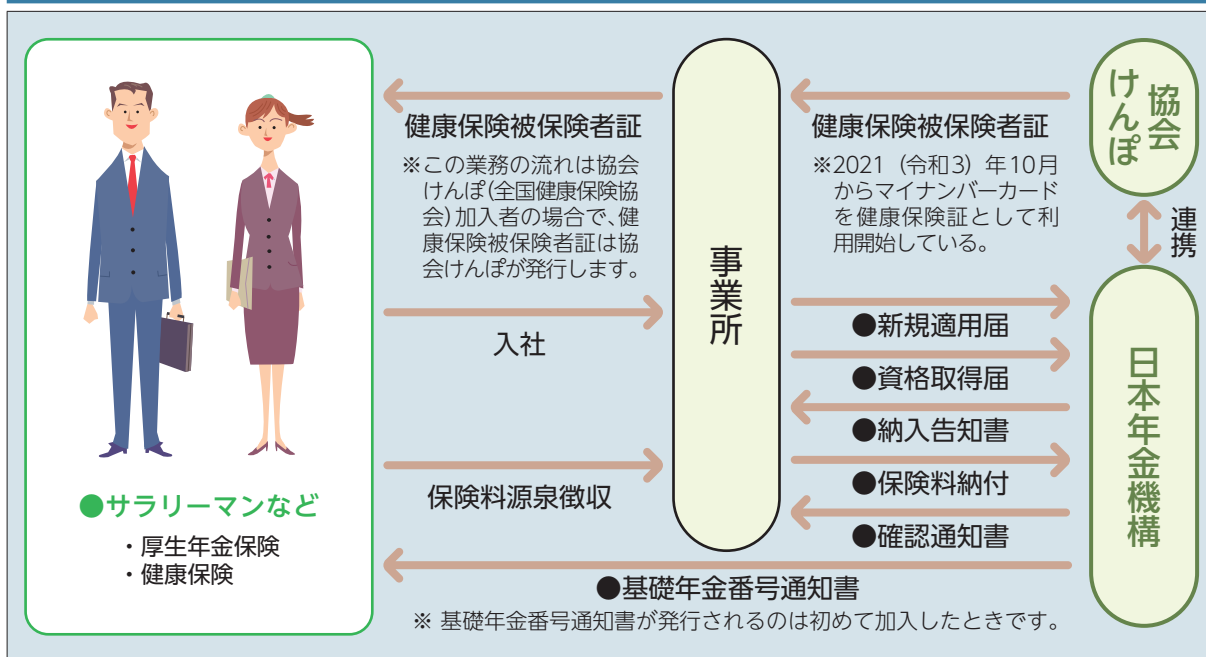 ●サラリーマンなど
・厚生年金保険
・健康保険
健康保険被保険者証
※この業務の流れは協会
けんぽ(全国健康保険協
会)加入者の場合で、健
康保険被保険者証は協
会けんぽが発行します。
入社
保険料源泉徴収
事業所
健康保険被保険者証
※2021（令和3）年10月
からマイナンバーカード
を健康保険証として利
用開始している。
●新規適用届
●資格取得届
●納入告知書
●保険料納付
●確認通知書
協会
けんぽ
連携
日本年金機構
●基礎年金番号通知書
※ 基礎年金番号通知書が発行されるのは初めて加入したときです。